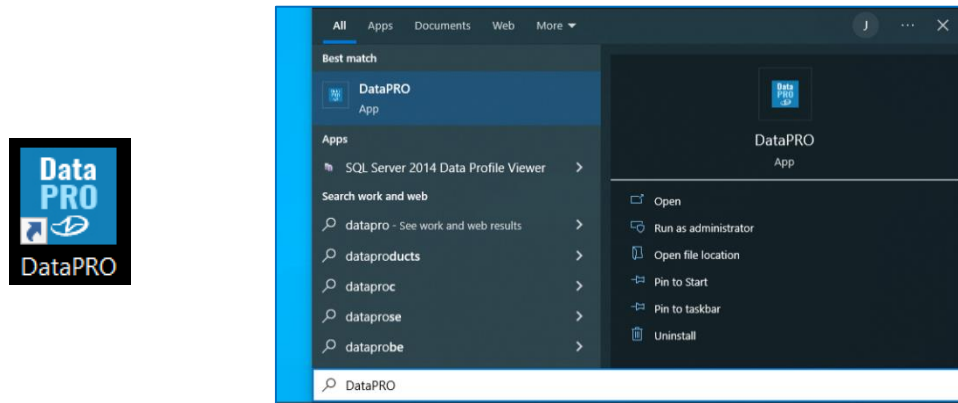 Data
PRO
DataPRO
All Apps Documents Web More J ...
Best match
DataPRO
App
Apps
SQL Server 2014 Data Profile Viewer
Search work and web
datapro - See work and web results
dataproducts
dataproc
dataprose
dataprobe
DataPRO
Data
PRO
DataPRO
App
Open
Run as administrator
Open file location
Pin to Start
Pin to taskbar
Uninstall